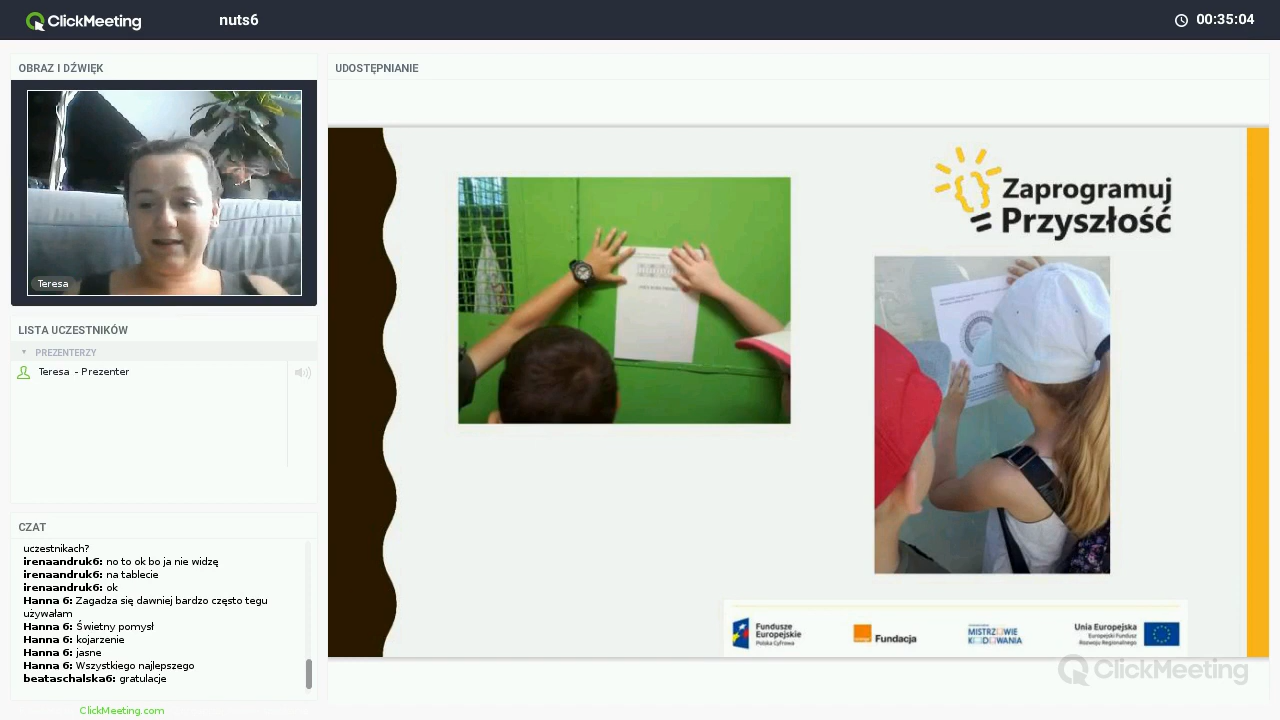 ClickMeeting
nuts6
00:35:04
OBRAZ I DŹWIĘK
Teresa
LISTA UCZESTNIKÓW
PREZENTERZY
Teresa - Prezenter
CZAT
uczestnikach?
irenaandruk6: no to ok bo ja nie widzę
irenaandruk6: na tablecie
irenaandruk6: ok
Hanna 6: Zagadza się dawniej bardzo często tegu
używałam
Hanna 6: Świetny pomysł
Hanna 6: kojarzenie
Hanna 6: jasne
Hanna 6: Wszystkiego najlepszego
beataschalska6: gratulacje
ClickMeeting.com
UDOSTĘPNIANIE
Zaprogramuj
Przyszłość
Fundusze
Europejskie
Polska Cyfrowa
Fundacja
MISTRZOWIE
KODOWANIA
Unia Europejska
Europejski Fundusz
Rozwoju Regionalnego
ClickMeeting